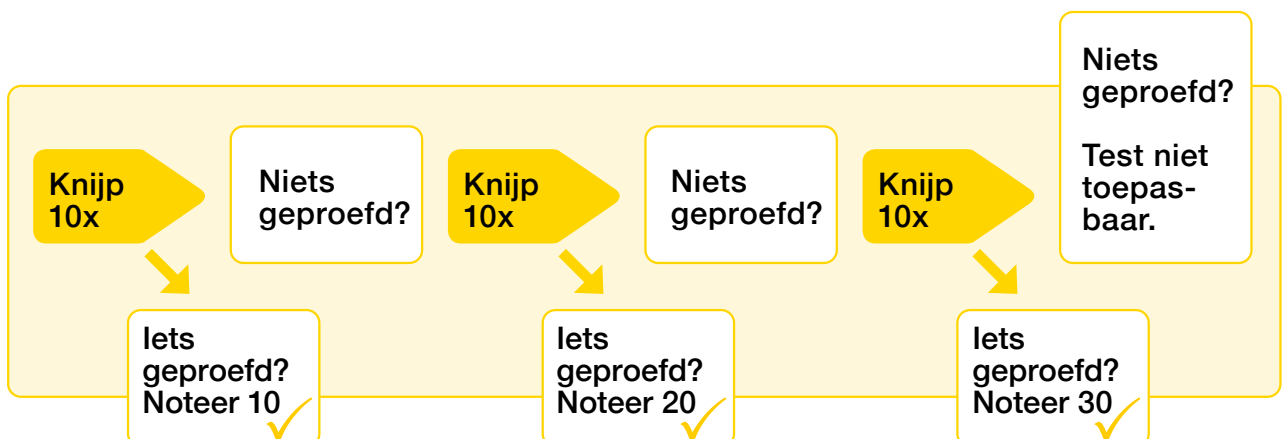 Knijp
10x
Niets
geproefd?
Iets
geproefd?
Noteer 10
Knijp
10x
Niets
geproefd?
Iets
geproefd?
Noteer 20
Knijp
10x
Niets
geproefd?
Test niet
toepas-
baar.
Iets
geproefd?
Noteer 30